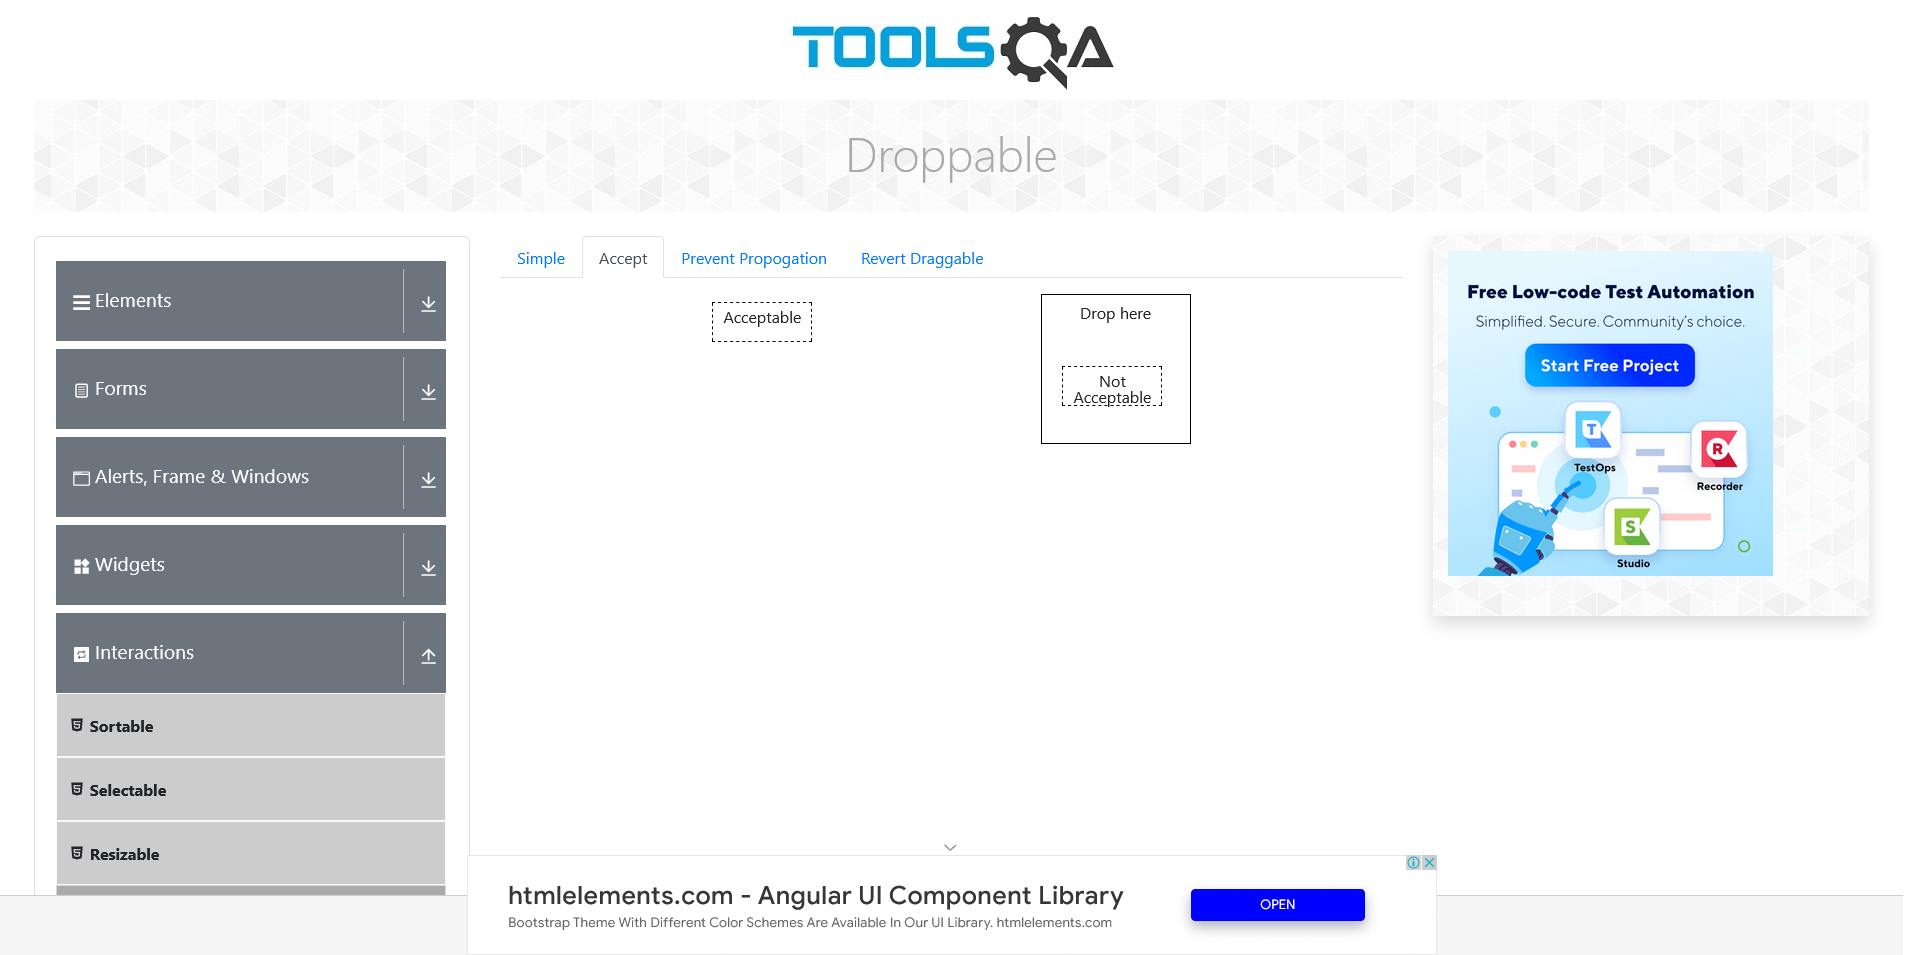 TOOLSQA
Droppable
Elements
Forms
Alerts, Frame & Windows
Widgets
Interactions
Sortable
Selectable
Resizable
Simple
Accept
Prevent Propogation
Revert Draggable
Acceptable
Drop here
Not
Acceptable
Free Low-code Test Automation
Simplified. Secure. Community's choice.
Start Free Project
T
TestOps
R
Recorder
S
Studio
htmlelements.com - Angular UI Component Library
Bootstrap Theme With Different Color Schemes Are Available In Our UI Library. htmlelements.com
OPEN